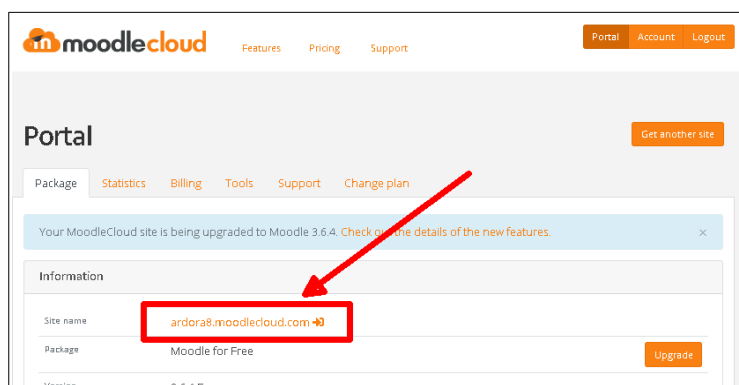 moodlecloud
Features Pricing Support
Portal Account Logout
Portal
Get another site
Package Statistics Billing Tools Support Change plan
Your MoodleCloud site is being upgraded to Moodle 3.6.4. Check out the details of the new features. ×
Information
Site name ardora8.moodlecloud.com
Package Moodle for Free Upgrade